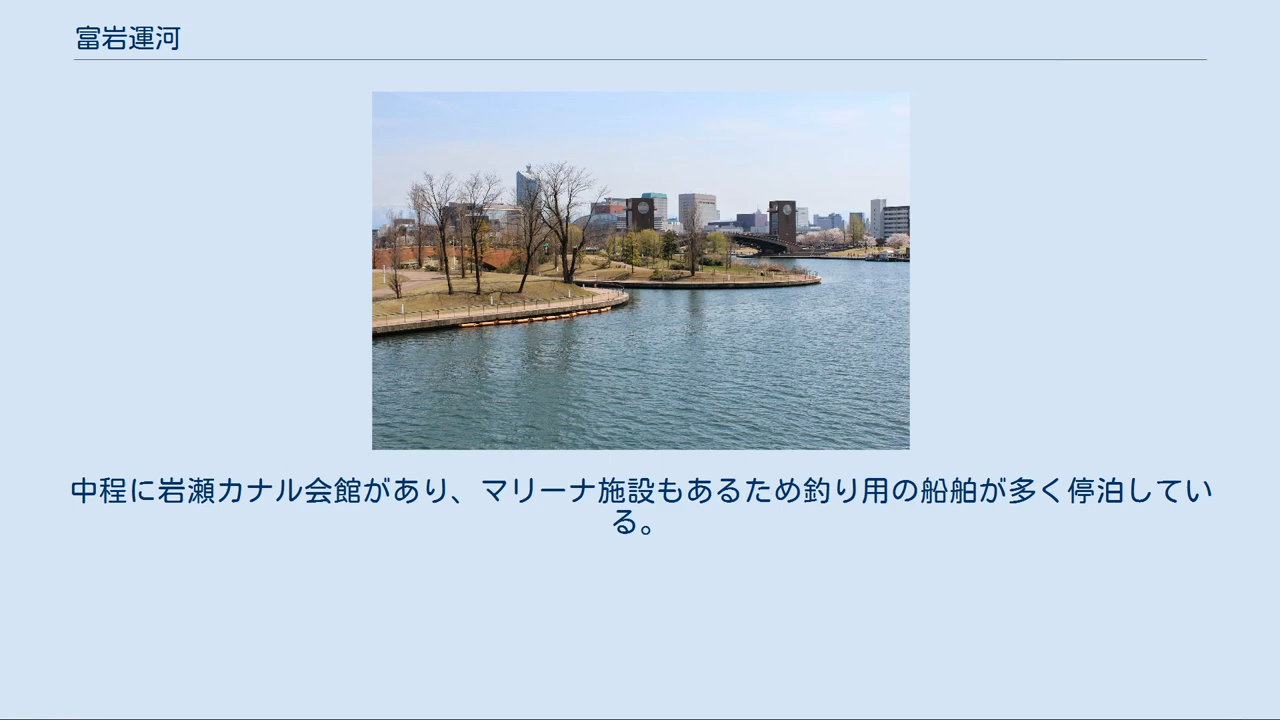 富岩運河
中程に岩瀬カナル会館があり、マリーナ施設もあるため釣り用の船舶が多く停泊してい
る。